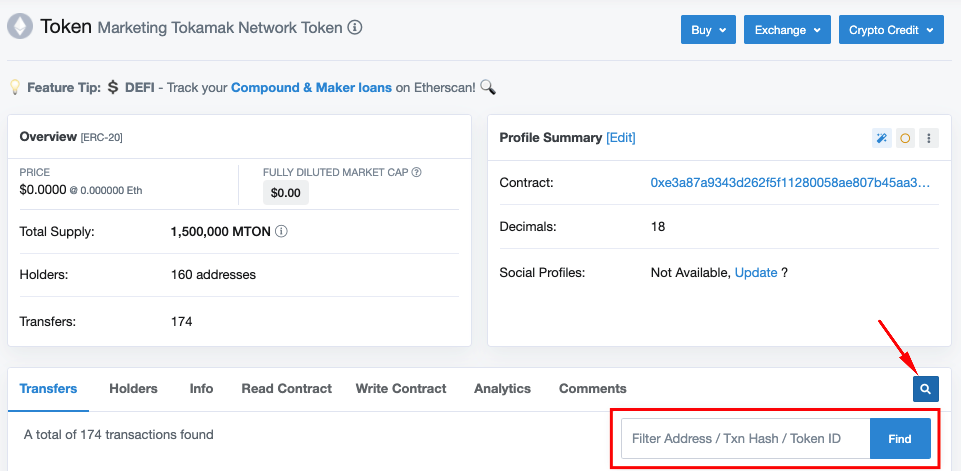 Token Marketing Tokamak Network Token
Buy
Exchange
Crypto Credit
Feature Tip: $ DEFI - Track your Compound & Maker loans on Etherscan!
Overview [ERC-20]
PRICE
$0.0000 @ 0.000000 Eth
FULLY DILUTED MARKET CAP
$0.00
Total Supply:
1,500,000 MTON
Holders:
160 addresses
Transfers:
174
Profile Summary [Edit]
Contract:
0xe3a87a9343d262f5f11280058ae807b45aa3...
Decimals:
18
Social Profiles:
Not Available, Update ?
Transfers
Holders
Info
Read Contract
Write Contract
Analytics
Comments
A total of 174 transactions found
Filter Address / Txn Hash / Token ID
Find